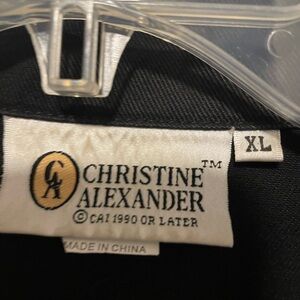 CA
CHRISTINE™
ALEXANDER
©CAI 1990 OR LATER
XL
MADE IN CHINA